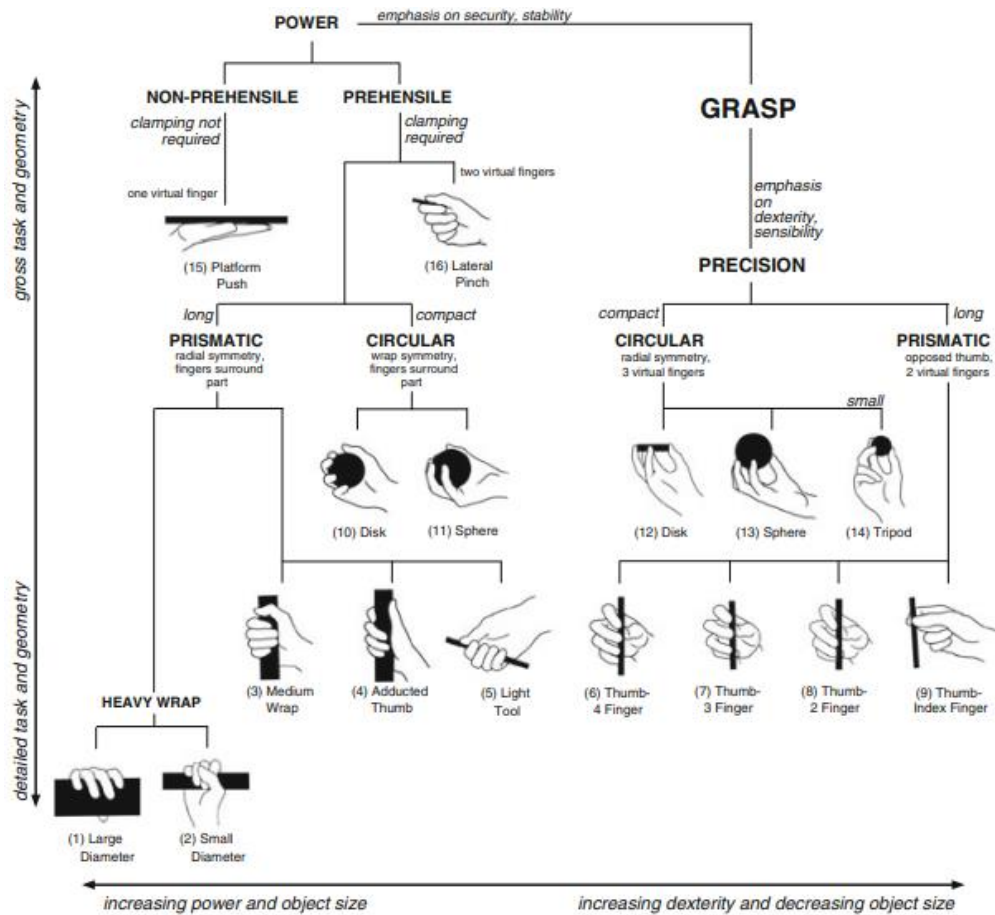 POWER
emphasis on security, stability
NON-PREHENSILE
clamping not
required
one virtual finger
(15) Platform
Push
PREHENSILE
clamping
required
two virtual fingers
(16) Lateral
Pinch
GRASP
emphasis
on
dexterity,
sensibility
PRECISION
gross task and geometry
detailed task and geometry
long
PRISMATIC
radial symmetry,
fingers surround
part
compact
CIRCULAR
wrap symmetry,
fingers surround
part
(10) Disk
(11) Sphere
compact
CIRCULAR
radial symmetry,
3 virtual fingers
small
(12) Disk
(13) Sphere
(14) Tripod
long
PRISMATIC
opposed thumb,
2 virtual fingers
HEAVY WRAP
(1) Large
Diameter
(2) Small
Diameter
(3) Medium
Wrap
(4) Adducted
Thumb
(5) Light
Tool
(6) Thumb-
4 Finger
(7) Thumb-
3 Finger
(8) Thumb-
2 Finger
(9) Thumb-
Index Finger
increasing power and object size
increasing dexterity and decreasing object size